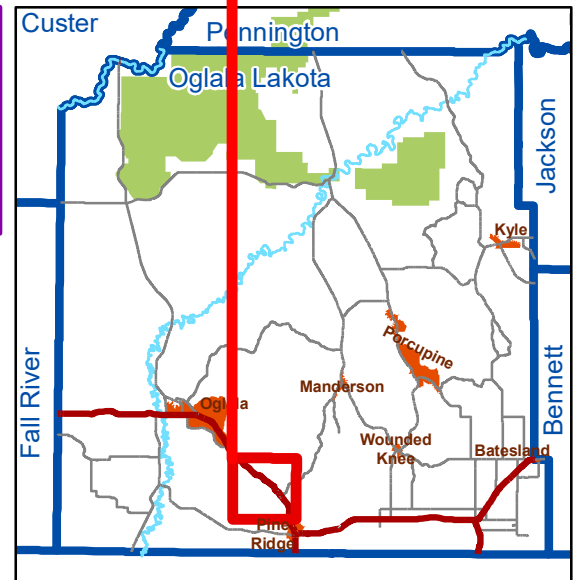 Custer
Pennington
Oglala Lakota
Jackson
Kyle
Porcupine
Fall River
Bennett
Oglala
Manderson
Wounded
Knee
Batesland
Pine
Ridge